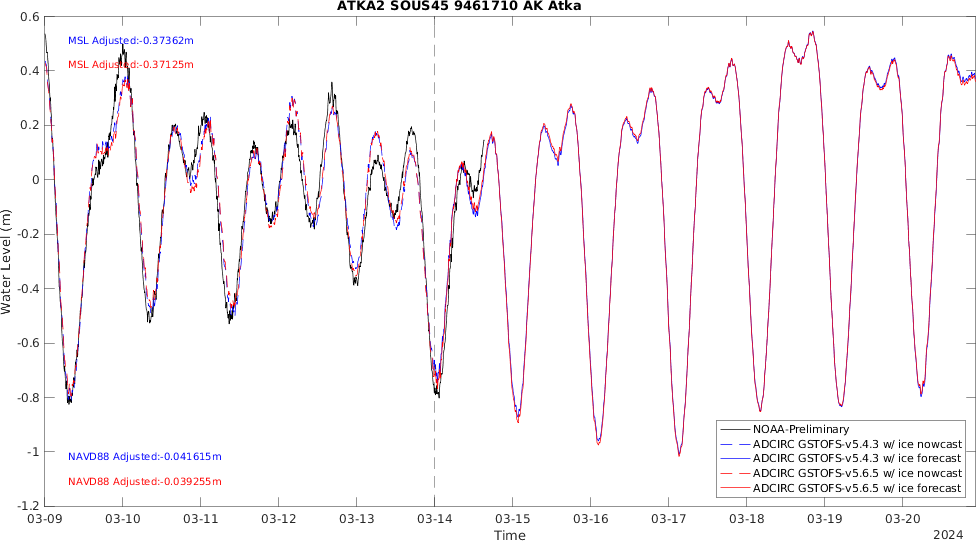 ATKA2 SOUS45 9461710 AK Atka
0.6
0.4
0.2
0
-0.2
-0.4
-0.6
-0.8
-1
-1.2
Water Level (m)
MSL Adjusted:-0.37362m
MSL Adjusted:-0.37125m
NAVD88 Adjusted:-0.041615m
NAVD88 Adjusted:-0.039255m
NOAA-Preliminary
ADCIRC GSTOFS-v5.4.3 w/ ice nowcast
ADCIRC GSTOFS-v5.4.3 w/ ice forecast
ADCIRC GSTOFS-v5.6.5 w/ ice nowcast
ADCIRC GSTOFS-v5.6.5 w/ ice forecast
03-09 03-10 03-11 03-12 03-13 03-14 03-15 03-16 03-17 03-18 03-19 03-20
Time
2024